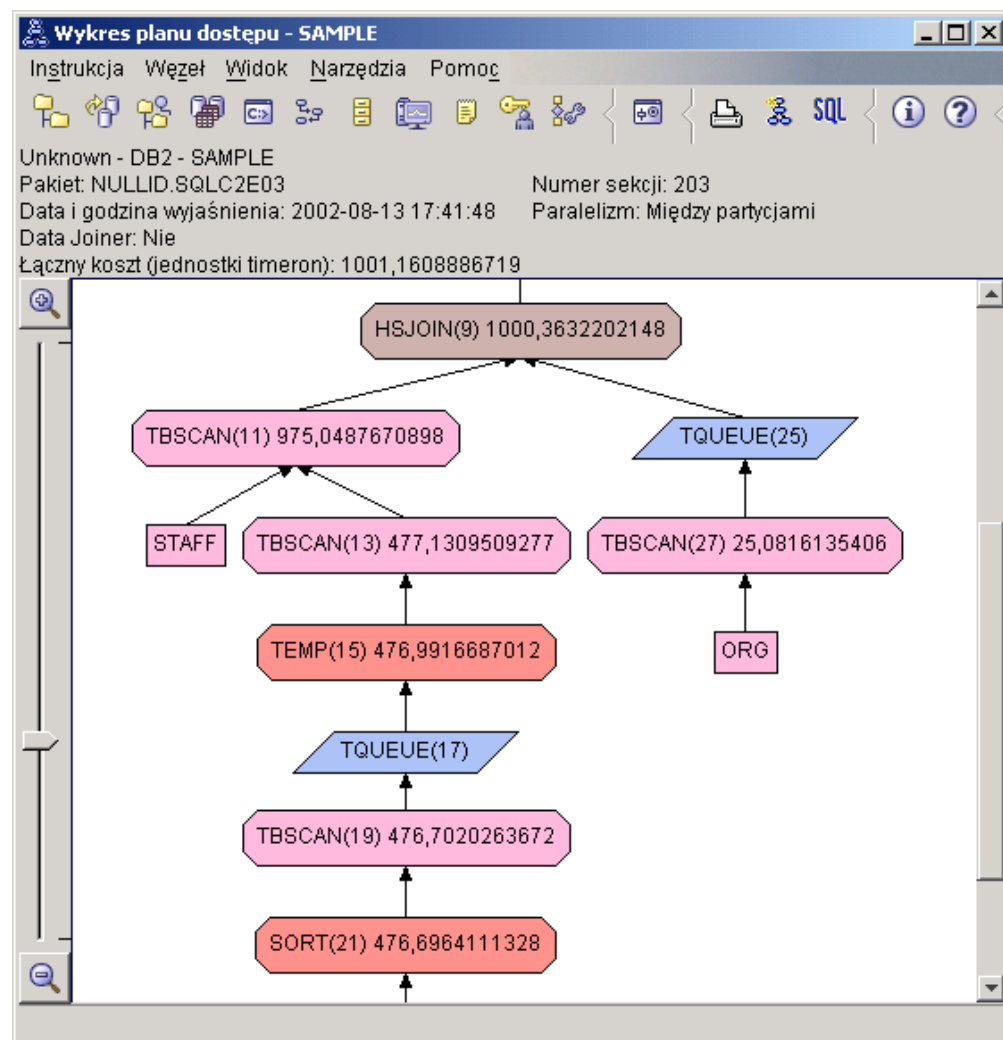 Wykres planu dostępu - SAMPLE
Instrukcja Węzeł Widok Narzędzia Pomoc
C:> SQL i ?
Unknown - DB2 - SAMPLE
Pakiet: NULLID.SQLC2E03 Numer sekcji: 203
Data i godzina wyjaśnienia: 2002-08-13 17:41:48 Paralelizm: Między partycjami
Data Joiner: Nie
Łączny koszt (jednostki timeron): 1001,1608886719
HSJOIN(9) 1000,3632202148
TBSCAN(11) 975,0487670898 TQUEUE(25)
STAFF TBSCAN(13) 477,1309509277 TBSCAN(27) 25,0816135406
TEMP(15) 476,9916687012 ORG
TQUEUE(17)
TBSCAN(19) 476,7020263672
SORT(21) 476,6964111328